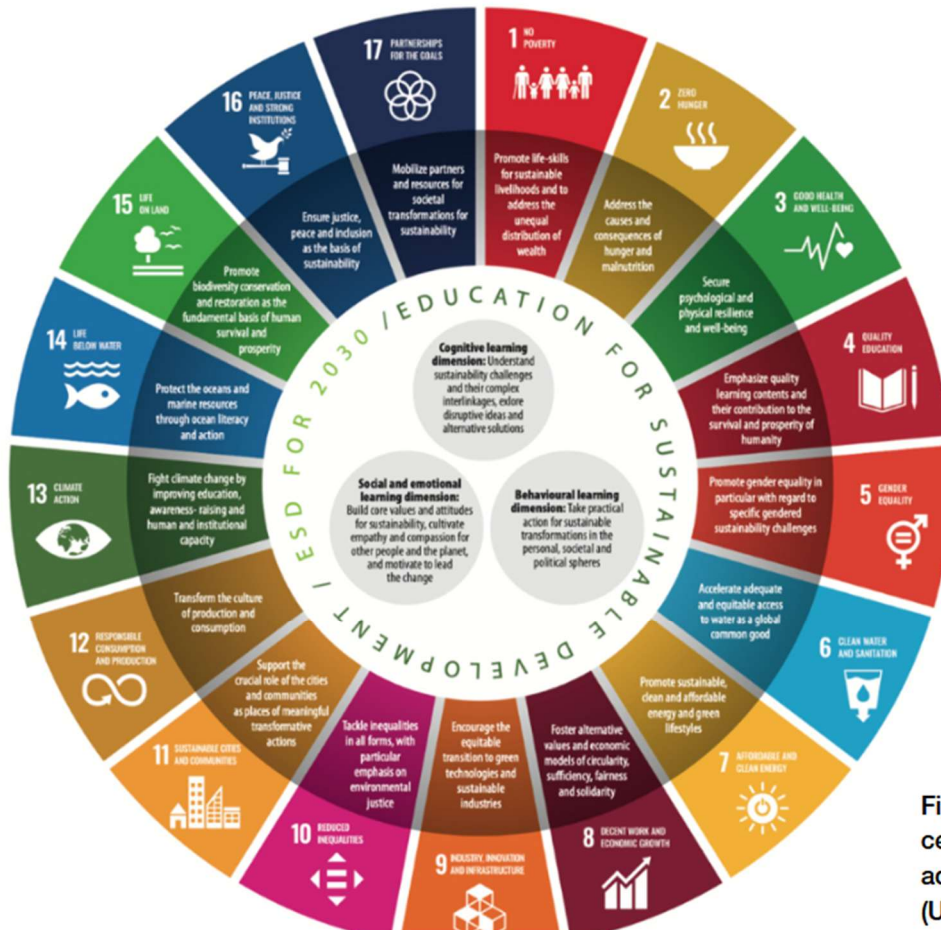 1 NO
POVERTY
Promote life-skills
for sustainable
livelihoods and to
address the
unequal
distribution of
wealth
2 ZERO
HUNGER
Address the
causes and
consequences of
hunger and
malnutrition
3 GOOD HEALTH
AND WELL-BEING
Secure
psychological and
physical resilience
and well-being
4 QUALITY
EDUCATION
Emphasize quality
learning contents and
their contribution to the
survival and prosperity of
humanity
5 GENDER
EQUALITY
Promote gender equality in
particular with regard to
specific gendered
sustainability challenges
6 CLEAN WATER
AND SANITATION
Accelerate adequate
and equitable access
to water as a global
common good
7 AFFORDABLE AND
CLEAN ENERGY
Promote sustainable,
clean and affordable
energy and green
lifestyles
8 DECENT WORK AND
ECONOMIC GROWTH
Foster alternative
values and economic
models of circularity,
sufficiency, fairness
and solidarity
9 INDUSTRY, INNOVATION
AND INFRASTRUCTURE
Encourage the
equitable
transition to green
technologies and
sustainable
industries
10 REDUCED
INEQUALITIES
Tackle inequalities
in all forms, with
particular
emphasis on
environmental
justice
11 SUSTAINABLE CITIES
AND COMMUNITIES
Support the
crucial role of the cities
and communities
as places of meaningful
transformative
actions
12 RESPONSIBLE
CONSUMPTION
AND PRODUCTION
Transform the culture
of production and
consumption
13 CLIMATE
ACTION
Fight climate change by
improving education,
awareness- raising and
human and institutional
capacity
14 LIFE
BELOW WATER
Protect the oceans and
marine resources
through ocean literacy
and action
15 LIFE
ON LAND
Promote
biodiversity conservation
and restoration as the
fundamental basis of human
survival and
prosperity
16 PEACE, JUSTICE
AND STRONG
INSTITUTIONS
Ensure justice,
peace and inclusion
as the basis of
sustainability
17 PARTNERSHIPS
FOR THE GOALS
Mobilize partners
and resources for
societal
transformations for
sustainability
/ ESD FOR 2030 / EDUCATION FOR SUSTAINABLE DEVELOPMENT
Cognitive learning
dimension: Understand
sustainability challenges
and their complex
interlinkages, exlore
disruptive ideas and
alternative solutions
Social and emotional
learning dimension:
Build core values and attitudes
for sustainability, cultivate
empathy and compassion for
other people and the planet,
and motivate to lead
the change
Behavioural learning
dimension: Take practical
action for sustainable
transformations in the
personal, societal and
political spheres
Fi
ce
ac
(U